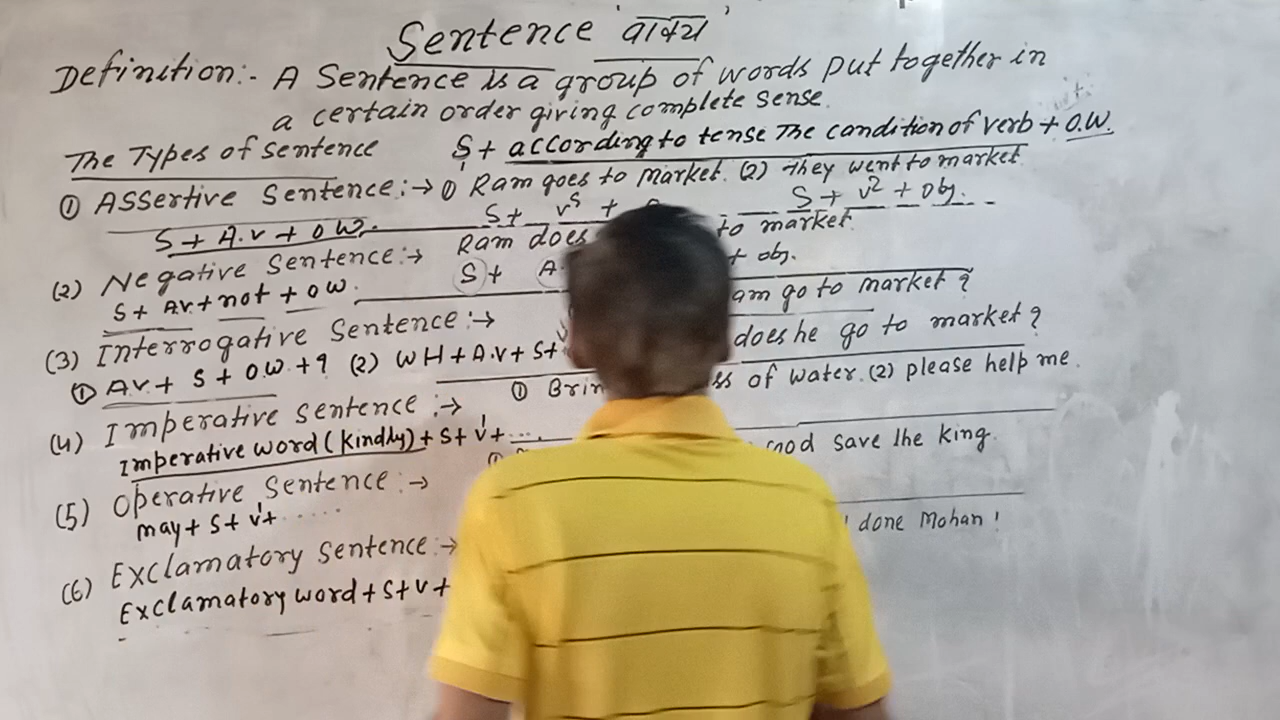 Sentence 'वाक्य'
Definition:- A Sentence is a group of words put together in
a certain order giving complete sense.
The Types of sentence S + according to tense The condition of verb + O.W.
① ASSertive Sentence:→ ① Ram goes to market. (2) They went to market
S + v⁵ + S + v² + obj.
S + A.v + O W. Ram does to market.
(2) Negative Sentence:→ S + A. + obj.
S + Av + not + o w.
(3) Interrogative Sentence:→ am go to market ?
① A.v + S + O.W + ? (2) WH + A.v + S + does he go to market ?
(4) Imperative sentence:→ ① Brin ss of water. (2) please help me.
Imperative word (kindly) + S + v' + ....
(5) Operative Sentence:→ God save the king.
may + S + v' + ......
(6) Exclamatory Sentence:→ ! done Mohan !
Exclamatory word + S + v +